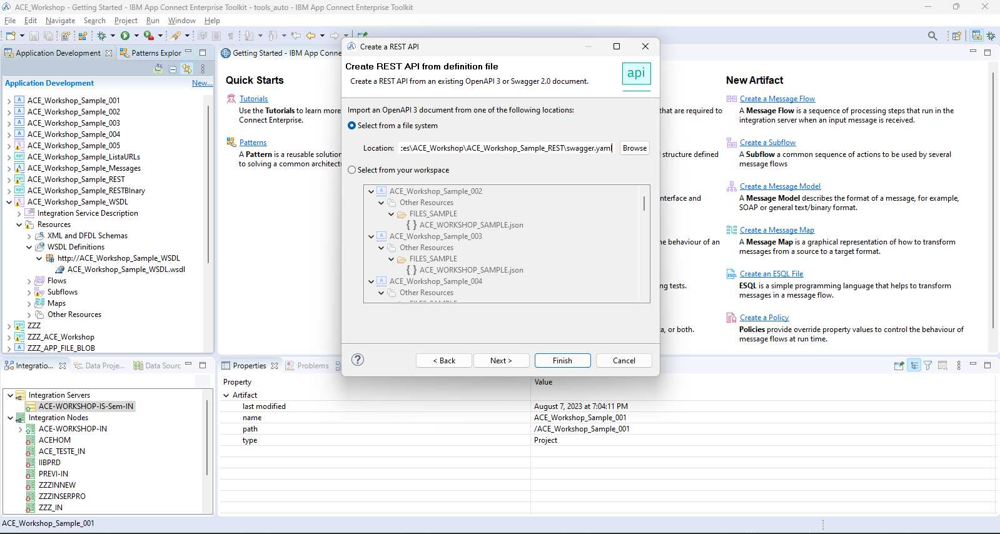 ACE_Workshop - Getting Started - IBM App Connect Enterprise Toolkit - tools_auto - IBM App Connect Enterprise Toolkit
File Edit Navigate Search Project Run Window Help
Application Development
Patterns Explor
Application Development
New...
ACE_Workshop_Sample_001
ACE_Workshop_Sample_002
ACE_Workshop_Sample_003
ACE_Workshop_Sample_004
ACE_Workshop_Sample_005
ACE_Workshop_Sample_ListaURLs
ACE_Workshop_Sample_Messages
ACE_Workshop_Sample_REST
ACE_Workshop_Sample_RESTBInary
ACE_Workshop_Sample_WSDL
Integration Service Description
Resources
XML and DFDL Schemas
WSDL Definitions
http://ACE_Workshop_Sample_WSDL
ACE_Workshop_Sample_WSDL.wsdl
Flows
Subflows
Maps
Other Resources
ZZZ
ZZZ_ACE_Workshop
ZZZ_APP_FILE_BLOB
Getting Started - IBM App Conne
Quick Starts
Tutorials
Use the Tutorials to learn more
Connect Enterprise.
Patterns
A Pattern is a reusable solution
to solving a common architect
Create a REST API
Create REST API from definition file
Create a REST API from an existing OpenAPI 3 or Swagger 2.0 document.
api
Import an OpenAPI 3 document from one of the following locations:
Select from a file system
Location: :es\ACE_Workshop\ACE_Workshop_Sample_REST\swagger.yaml Browse
Select from your workspace
ACE_Workshop_Sample_002
Other Resources
FILES_SAMPLE
{ } ACE_WORKSHOP_SAMPLE.json
ACE_Workshop_Sample_003
Other Resources
FILES_SAMPLE
{ } ACE_WORKSHOP_SAMPLE.json
ACE_Workshop_Sample_004
Other Resources
FILES_SAMPLE
? < Back Next > Finish Cancel
that are required to
structure defined
nterface and
he behaviour of an
ng tests.
a, or both.
New Artifact
Create a Message Flow
A Message Flow is a sequence of processing steps that run in the
integration server when an input message is received.
Create a Subflow
A Subflow a common sequence of actions to be used by several
message flows
Create a Message Model
A Message Model describes the format of a message, for example,
SOAP or general text/binary format.
Create a Message Map
A Message Map is a graphical representation of how to transform
messages from a source to a target format.
Create an ESQL File
ESQL is a simple programming language that helps to transform
messages in a message flow.
Create a Policy
Policies provide override property values to control the behaviour of
message flows at run time.
Integratio... Data Proje... Data Sourc
Integration Servers
ACE-WORKSHOP-IS-Sem-IN
Integration Nodes
ACE-WORKSHOP-IN
ACEHOM
ACE_TESTE_IN
IIBPRD
PREVI-IN
ZZZINNEW
ZZZINSERPRO
ZZZ_IN
Properties Problems
Property Value
Artifact
last modified August 7, 2023 at 7:04:11 PM
name ACE_Workshop_Sample_001
path /ACE_Workshop_Sample_001
type Project
ACE_Workshop_Sample_001